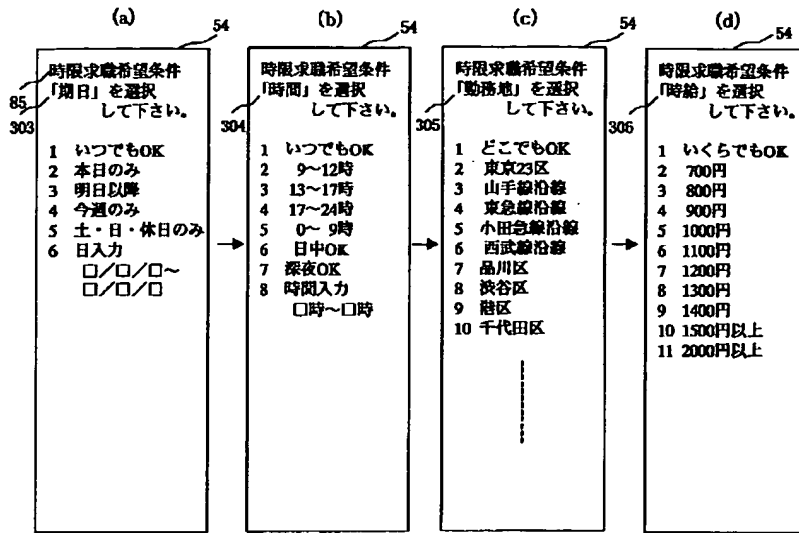 (a)
54
85
時限求職希望条件
303
「期日」を選択
して下さい。
1 いつでもOK
2 本日のみ
3 明日以降
4 今週のみ
5 土・日・休日のみ
6 日入力
□／□／□～
□／□／□
(b)
54
時限求職希望条件
304
「時間」を選択
して下さい。
1 いつでもOK
2 9～12時
3 13～17時
4 17～24時
5 0～ 9時
6 日中OK
7 深夜OK
8 時間入力
□時～□時
(c)
54
時限求職希望条件
305
「勤務地」を選択
して下さい。
1 どこでもOK
2 東京23区
3 山手線沿線
4 東急線沿線
5 小田急線沿線
6 西武線沿線
7 品川区
8 渋谷区
9 港区
10 千代田区
(d)
54
時限求職希望条件
306
「時給」を選択
して下さい。
1 いくらでもOK
2 700円
3 800円
4 900円
5 1000円
6 1100円
7 1200円
8 1300円
9 1400円
10 1500円以上
11 2000円以上